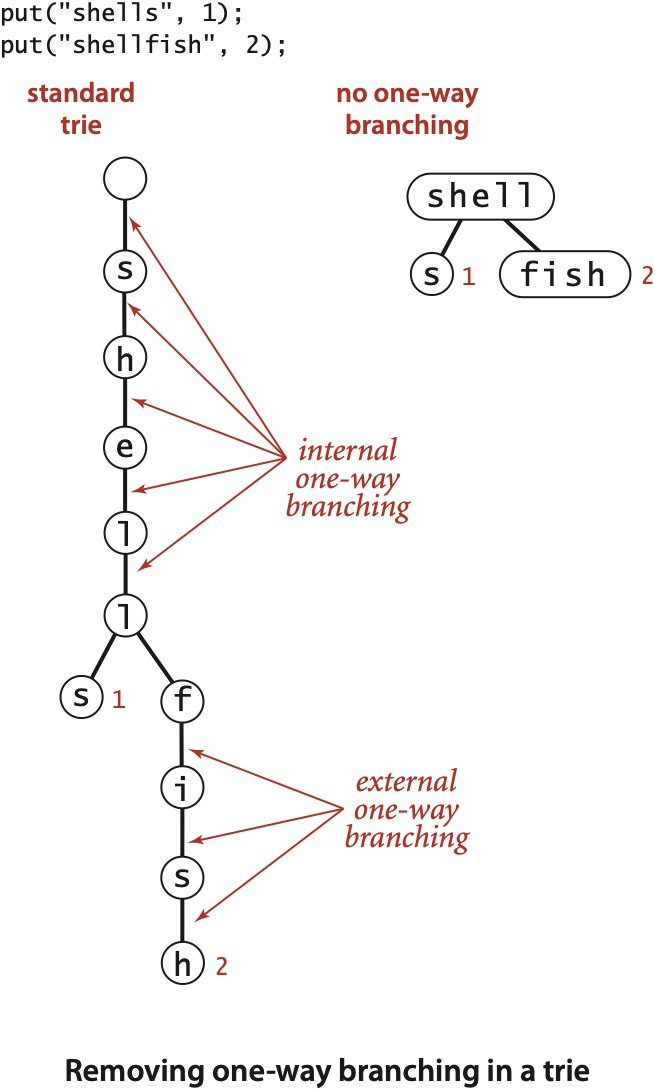 put("shells", 1);
put("shellfish", 2);
standard
trie
no one-way
branching
s
h
e
l
l
s 1
f
i
s
h 2
internal
one-way
branching
external
one-way
branching
shell
s 1
fish 2
Removing one-way branching in a trie